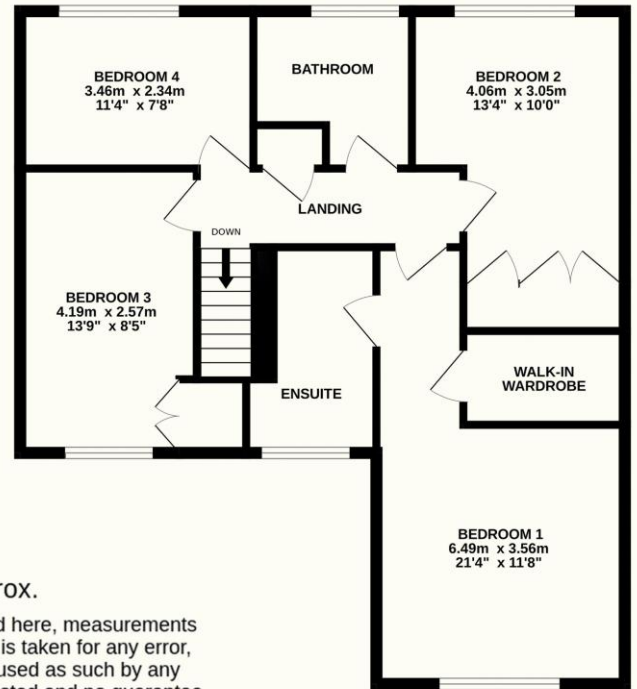 BEDROOM 4
3.46m x 2.34m
11'4" x 7'8"
BATHROOM
BEDROOM 2
4.06m x 3.05m
13'4" x 10'0"
LANDING
DOWN
BEDROOM 3
4.19m x 2.57m
13'9" x 8'5"
ENSUITE
WALK-IN
WARDROBE
BEDROOM 1
6.49m x 3.56m
21'4" x 11'8"
rox.
d here, measurements
is taken for any error,
used as such by any